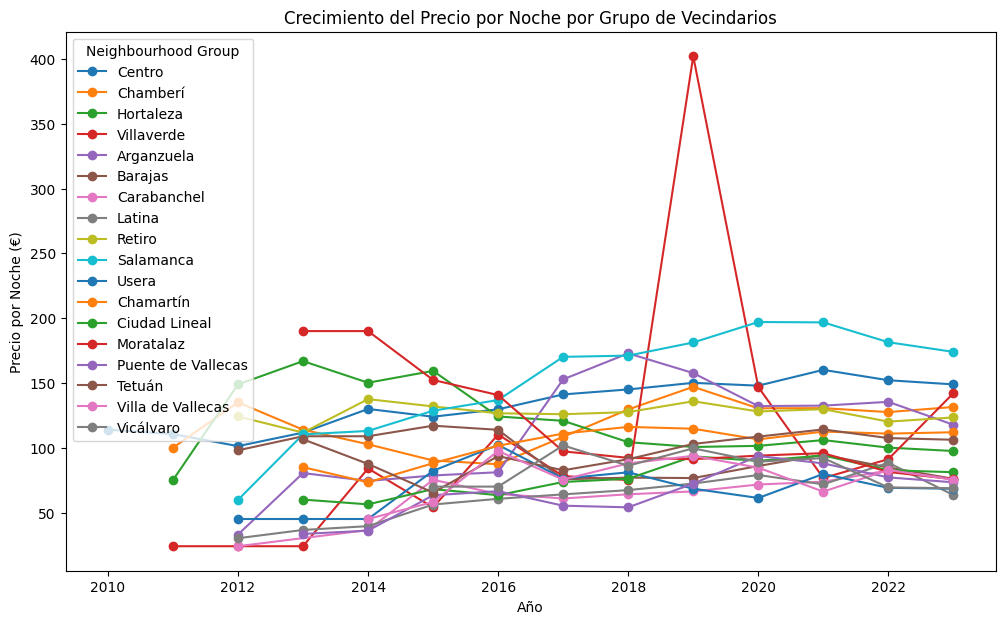 Crecimiento del Precio por Noche por Grupo de Vecindarios
Precio por Noche (€)
400
350
300
250
200
150
100
50
Neighbourhood Group
Centro
Chamberí
Hortaleza
Villaverde
Arganzuela
Barajas
Carabanchel
Latina
Retiro
Salamanca
Usera
Chamartín
Ciudad Lineal
Moratalaz
Puente de Vallecas
Tetuán
Villa de Vallecas
Vicálvaro
2010 2012 2014 2016 2018 2020 2022
Año